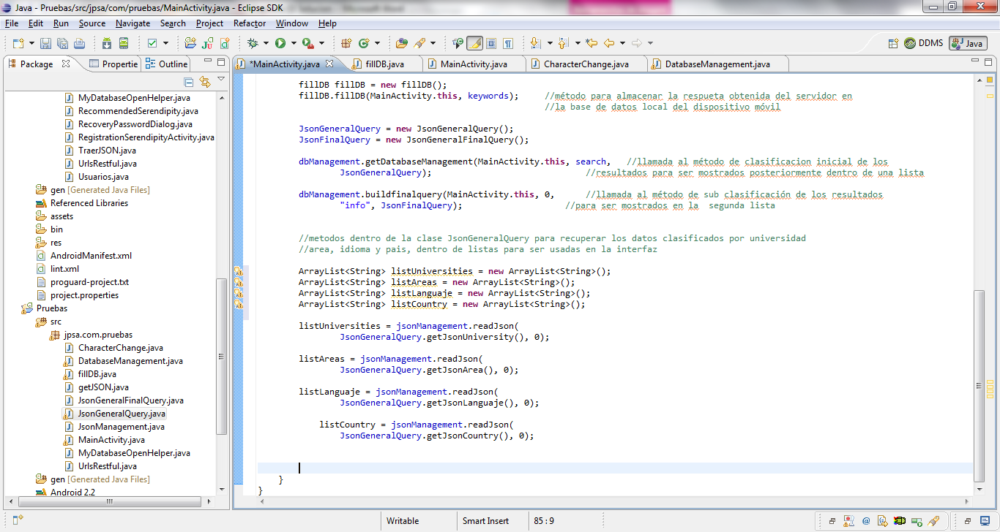 Java - Pruebas/src/jpsa/com/pruebas/MainActivity.java - Eclipse SDK
File Edit Run Source Navigate Search Project Refactor Window Help
DDMS Java
Package Propertie Outline
*MainActivity.java fillDB.java MainActivity.java CharacterChange.java DatabaseManagement.java
MyDatabaseOpenHelper.java
RecommendedSerendipity.java
RecoveryPasswordDialog.java
RegistrationSerendipityActivity.java
TraerJSON.java
UrlsRestful.java
Usuarios.java
gen [Generated Java Files]
Referenced Libraries
assets
bin
res
AndroidManifest.xml
lint.xml
proguard-project.txt
project.properties
Pruebas
src
jpsa.com.pruebas
CharacterChange.java
DatabaseManagement.java
fillDB.java
getJSON.java
JsonGeneralFinalQuery.java
JsonGeneralQuery.java
JsonManagement.java
MainActivity.java
MyDatabaseOpenHelper.java
UrlsRestful.java
gen [Generated Java Files]
Android 2.2
fillDB fillDB = new fillDB();
fillDB.fillDB(MainActivity.this, keywords); //método para almacenar la respueta obtenida del servidor en
//la base de datos local del dispositivo móvil
JsonGeneralQuery = new JsonGeneralQuery();
JsonFinalQuery = new JsonGeneralFinalQuery();
dbManagement.getDatabaseManagement(MainActivity.this, search, //llamada al método de clasificacion inicial de los
JsonGeneralQuery); //resultados para ser mostrados posteriormente dentro de una lista
dbManagement.buildfinalquery(MainActivity.this, 0, //llamada al método de sub clasificación de los resultados
"info", JsonFinalQuery); //para ser mostrados en la  segunda lista
//metodos dentro de la clase JsonGeneralQuery para recuperar los datos clasificados por universidad
//area, idioma y pais, dentro de listas para ser usadas en la interfaz
ArrayList<String> listUniversities = new ArrayList<String>();
ArrayList<String> listAreas = new ArrayList<String>();
ArrayList<String> listLanguaje = new ArrayList<String>();
ArrayList<String> listCountry = new ArrayList<String>();
listUniversities = jsonManagement.readJson(
JsonGeneralQuery.getJsonUniversity(), 0);
listAreas = jsonManagement.readJson(
JsonGeneralQuery.getJsonArea(), 0);
listLanguaje = jsonManagement.readJson(
JsonGeneralQuery.getJsonLanguaje(), 0);
listCountry = jsonManagement.readJson(
JsonGeneralQuery.getJsonCountry(), 0);
}
}
Writable Smart Insert 85 : 9